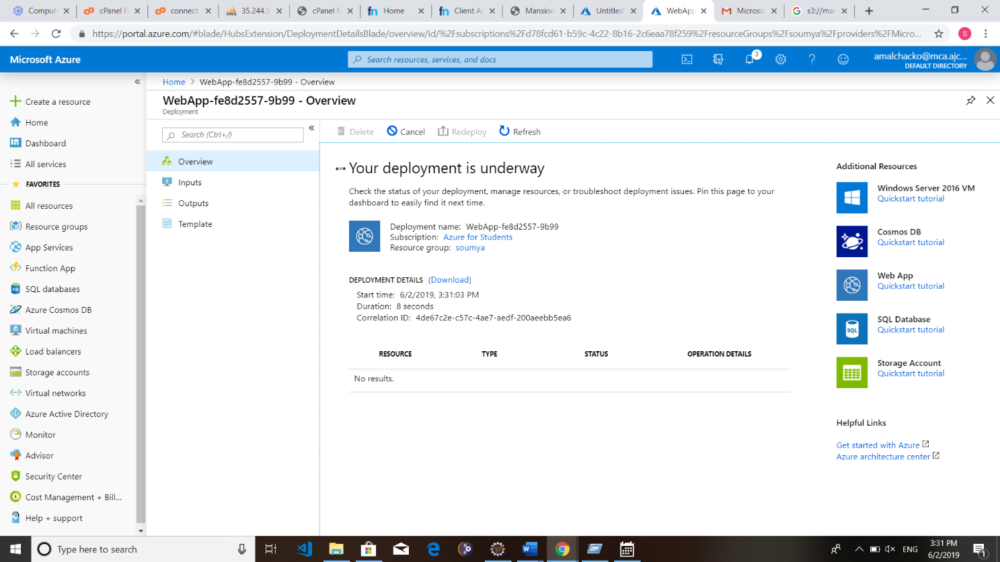 Computi
cPanel Fi
connect.
35.244.5
cPanel Fi
Home
Client Ar
Mansion
Untitled
WebApp
Microso
s3://mar
https://portal.azure.com/#blade/HubsExtension/DeploymentDetailsBlade/overview/id/%2Fsubscriptions%2Fd78fcd61-b59c-4c22-8b16-2c6eaa78f259%2FresourceGroups%2Fsoumya%2Fproviders%2FMicro...
S
Microsoft Azure
Search resources, services, and docs
3
amalchacko@mca.ajc...
DEFAULT DIRECTORY
Home > WebApp-fe8d2557-9b99 - Overview
WebApp-fe8d2557-9b99 - Overview
Deployment
Create a resource
Home
Dashboard
All services
FAVORITES
All resources
Resource groups
App Services
Function App
SQL databases
Azure Cosmos DB
Virtual machines
Load balancers
Storage accounts
Virtual networks
Azure Active Directory
Monitor
Advisor
Security Center
Cost Management + Bill...
Help + support
Search (Ctrl+/)
Overview
Inputs
Outputs
Template
Delete
Cancel
Redeploy
Refresh
Your deployment is underway
Check the status of your deployment, manage resources, or troubleshoot deployment issues. Pin this page to your
dashboard to easily find it next time.
Deployment name: WebApp-fe8d2557-9b99
Subscription: Azure for Students
Resource group: soumya
DEPLOYMENT DETAILS (Download)
Start time: 6/2/2019, 3:31:03 PM
Duration: 8 seconds
Correlation ID: 4de67c2e-c57c-4ae7-aedf-200aeebb5ea6
RESOURCE TYPE STATUS OPERATION DETAILS
No results.
Additional Resources
Windows Server 2016 VM
Quickstart tutorial
Cosmos DB
Quickstart tutorial
Web App
Quickstart tutorial
SQL Database
Quickstart tutorial
Storage Account
Quickstart tutorial
Helpful Links
Get started with Azure
Azure architecture center
Type here to search
ENG
3:31 PM
6/2/2019
1